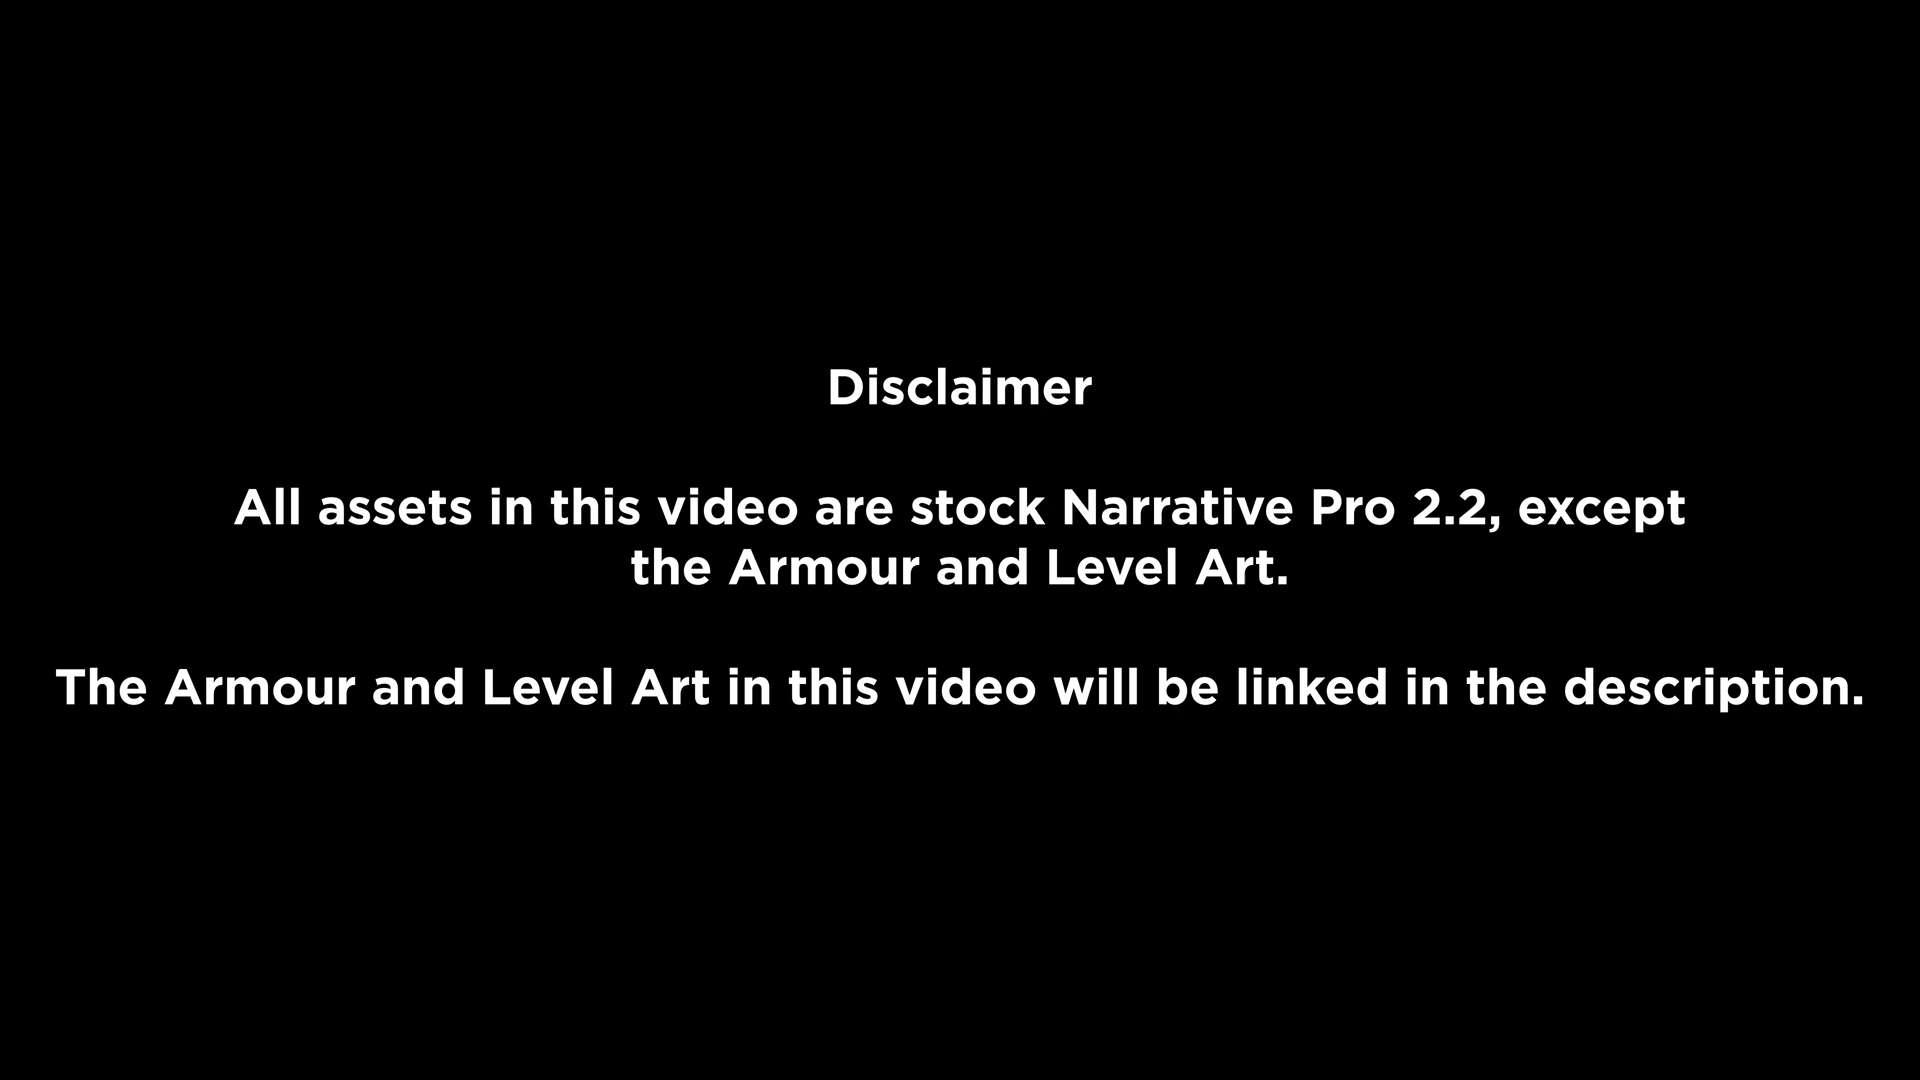 Disclaimer
All assets in this video are stock Narrative Pro 2.2, except
the Armour and Level Art.
The Armour and Level Art in this video will be linked in the description.